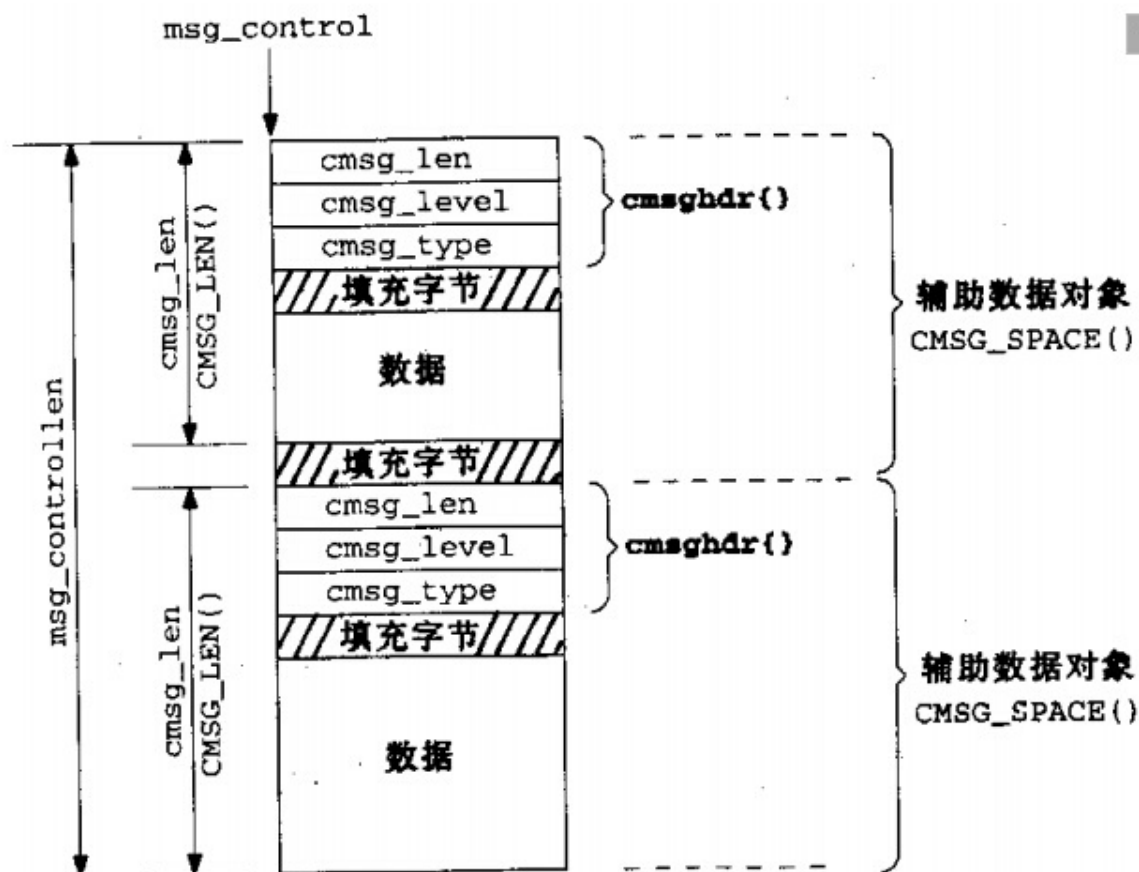 msg_control
cmsg_len
cmsg_level
cmsghdr{}
cmsg_type
填充字节
数据
填充字节
辅助数据对象
CMSG_SPACE()
cmsg_len
CMSG_LEN()
msg_controllen
cmsg_len
cmsg_level
cmsghdr{}
cmsg_type
填充字节
数据
辅助数据对象
CMSG_SPACE()
cmsg_len
CMSG_LEN()